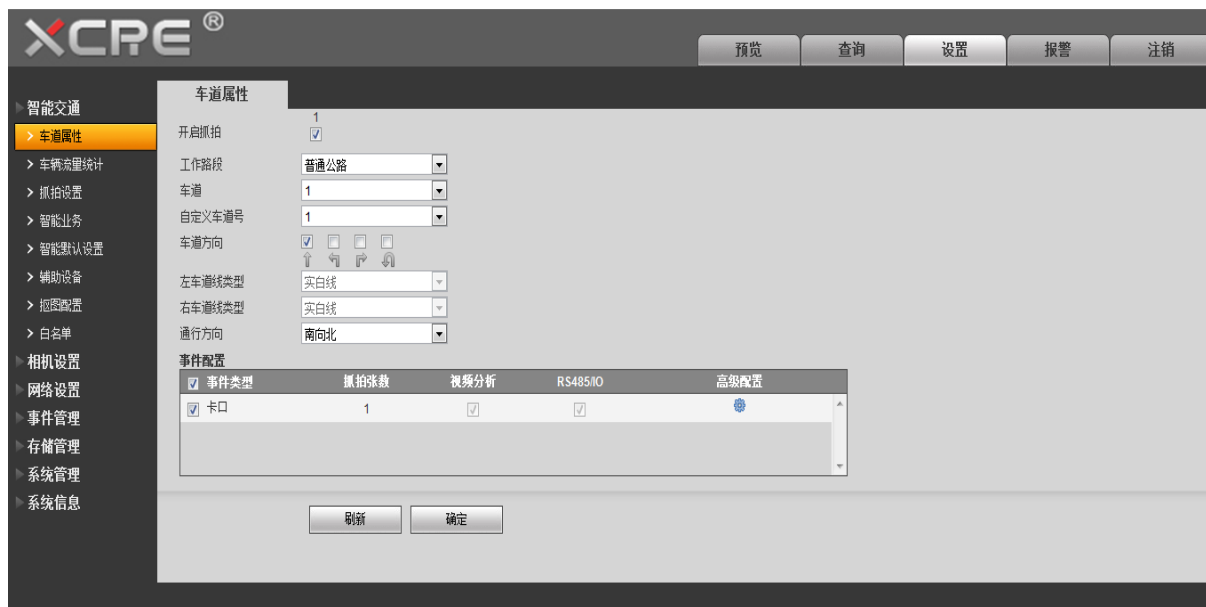 XCRE ®
预览 查询 设置 报警 注销
车道属性
智能交通
车道属性
车辆流量统计
抓拍设置
智能业务
智能默认设置
辅助设备
抠图配置
白名单
相机设置
网络设置
事件管理
存储管理
系统管理
系统信息
1
开启抓拍
工作路段 普通公路
车道 1
自定义车道号 1
车道方向
左车道线类型 实白线
右车道线类型 实白线
通行方向 南向北
事件配置
事件类型 抓拍张数 视频分析 RS485/IO 高级配置
卡口 1
刷新 确定